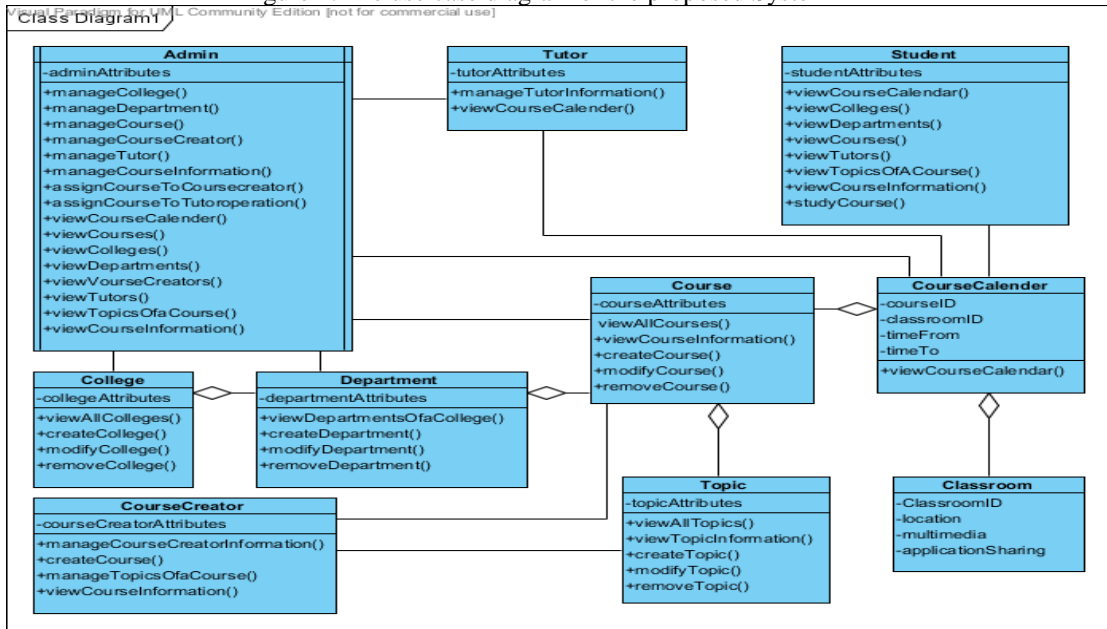 Visual Paradigm for UML Community Edition [not for commercial use]
Class Diagram1
Admin
-adminAttributes
+manageCollege()
+manageDepartment()
+manageCourse()
+manageCourseCreator()
+manageTutor()
+manageCourseInformation()
+assignCourseToCoursecreator()
+assignCourseToTutoroperation()
+viewCourseCalender()
+viewCourses()
+viewColleges()
+viewDepartments()
+viewVourseCreators()
+viewTutors()
+viewTopicsOfaCourse()
+viewCourseInformation()
Tutor
-tutorAttributes
+manageTutorInformation()
+viewCourseCalender()
Student
-studentAttributes
+viewCourseCalendar()
+viewColleges()
+viewDepartments()
+viewCourses()
+viewTutors()
+viewTopicsOfACourse()
+viewCourseInformation()
+studyCourse()
Course
-courseAttributes
viewAllCourses()
+viewCourseInformation()
+createCourse()
+modifyCourse()
+removeCourse()
CourseCalender
-courseID
-classroomID
-timeFrom
-timeTo
+viewCourseCalendar()
College
-collegeAttributes
+viewAllColleges()
+createCollege()
+modifyCollege()
+removeCollege()
Department
-departmentAttributes
+viewDepartmentsOfaCollege()
+createDepartment()
+modifyDepartment()
+removeDepartment()
CourseCreator
-courseCreatorAttributes
+manageCourseCreatorInformation()
+createCourse()
+manageTopicsOfaCourse()
+viewCourseInformation()
Topic
-topicAttributes
+viewAllTopics()
+viewTopicInformation()
+createTopic()
+modifyTopic()
+removeTopic()
Classroom
-ClassroomID
-location
-multimedia
-applicationSharing